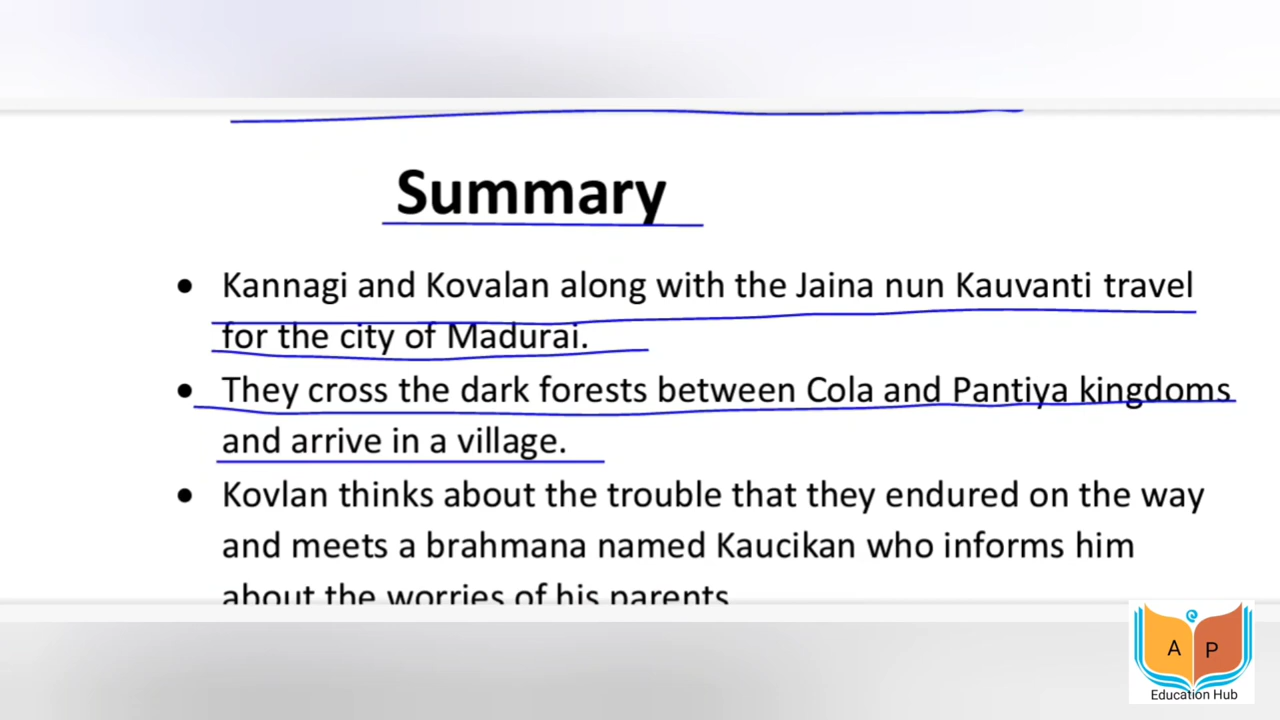 Summary
• Kannagi and Kovalan along with the Jaina nun Kauvanti travel
for the city of Madurai.
• They cross the dark forests between Cola and Pantiya kingdoms
and arrive in a village.
• Kovlan thinks about the trouble that they endured on the way
and meets a brahmana named Kaucikan who informs him
about the worries of his parents
A P
Education Hub